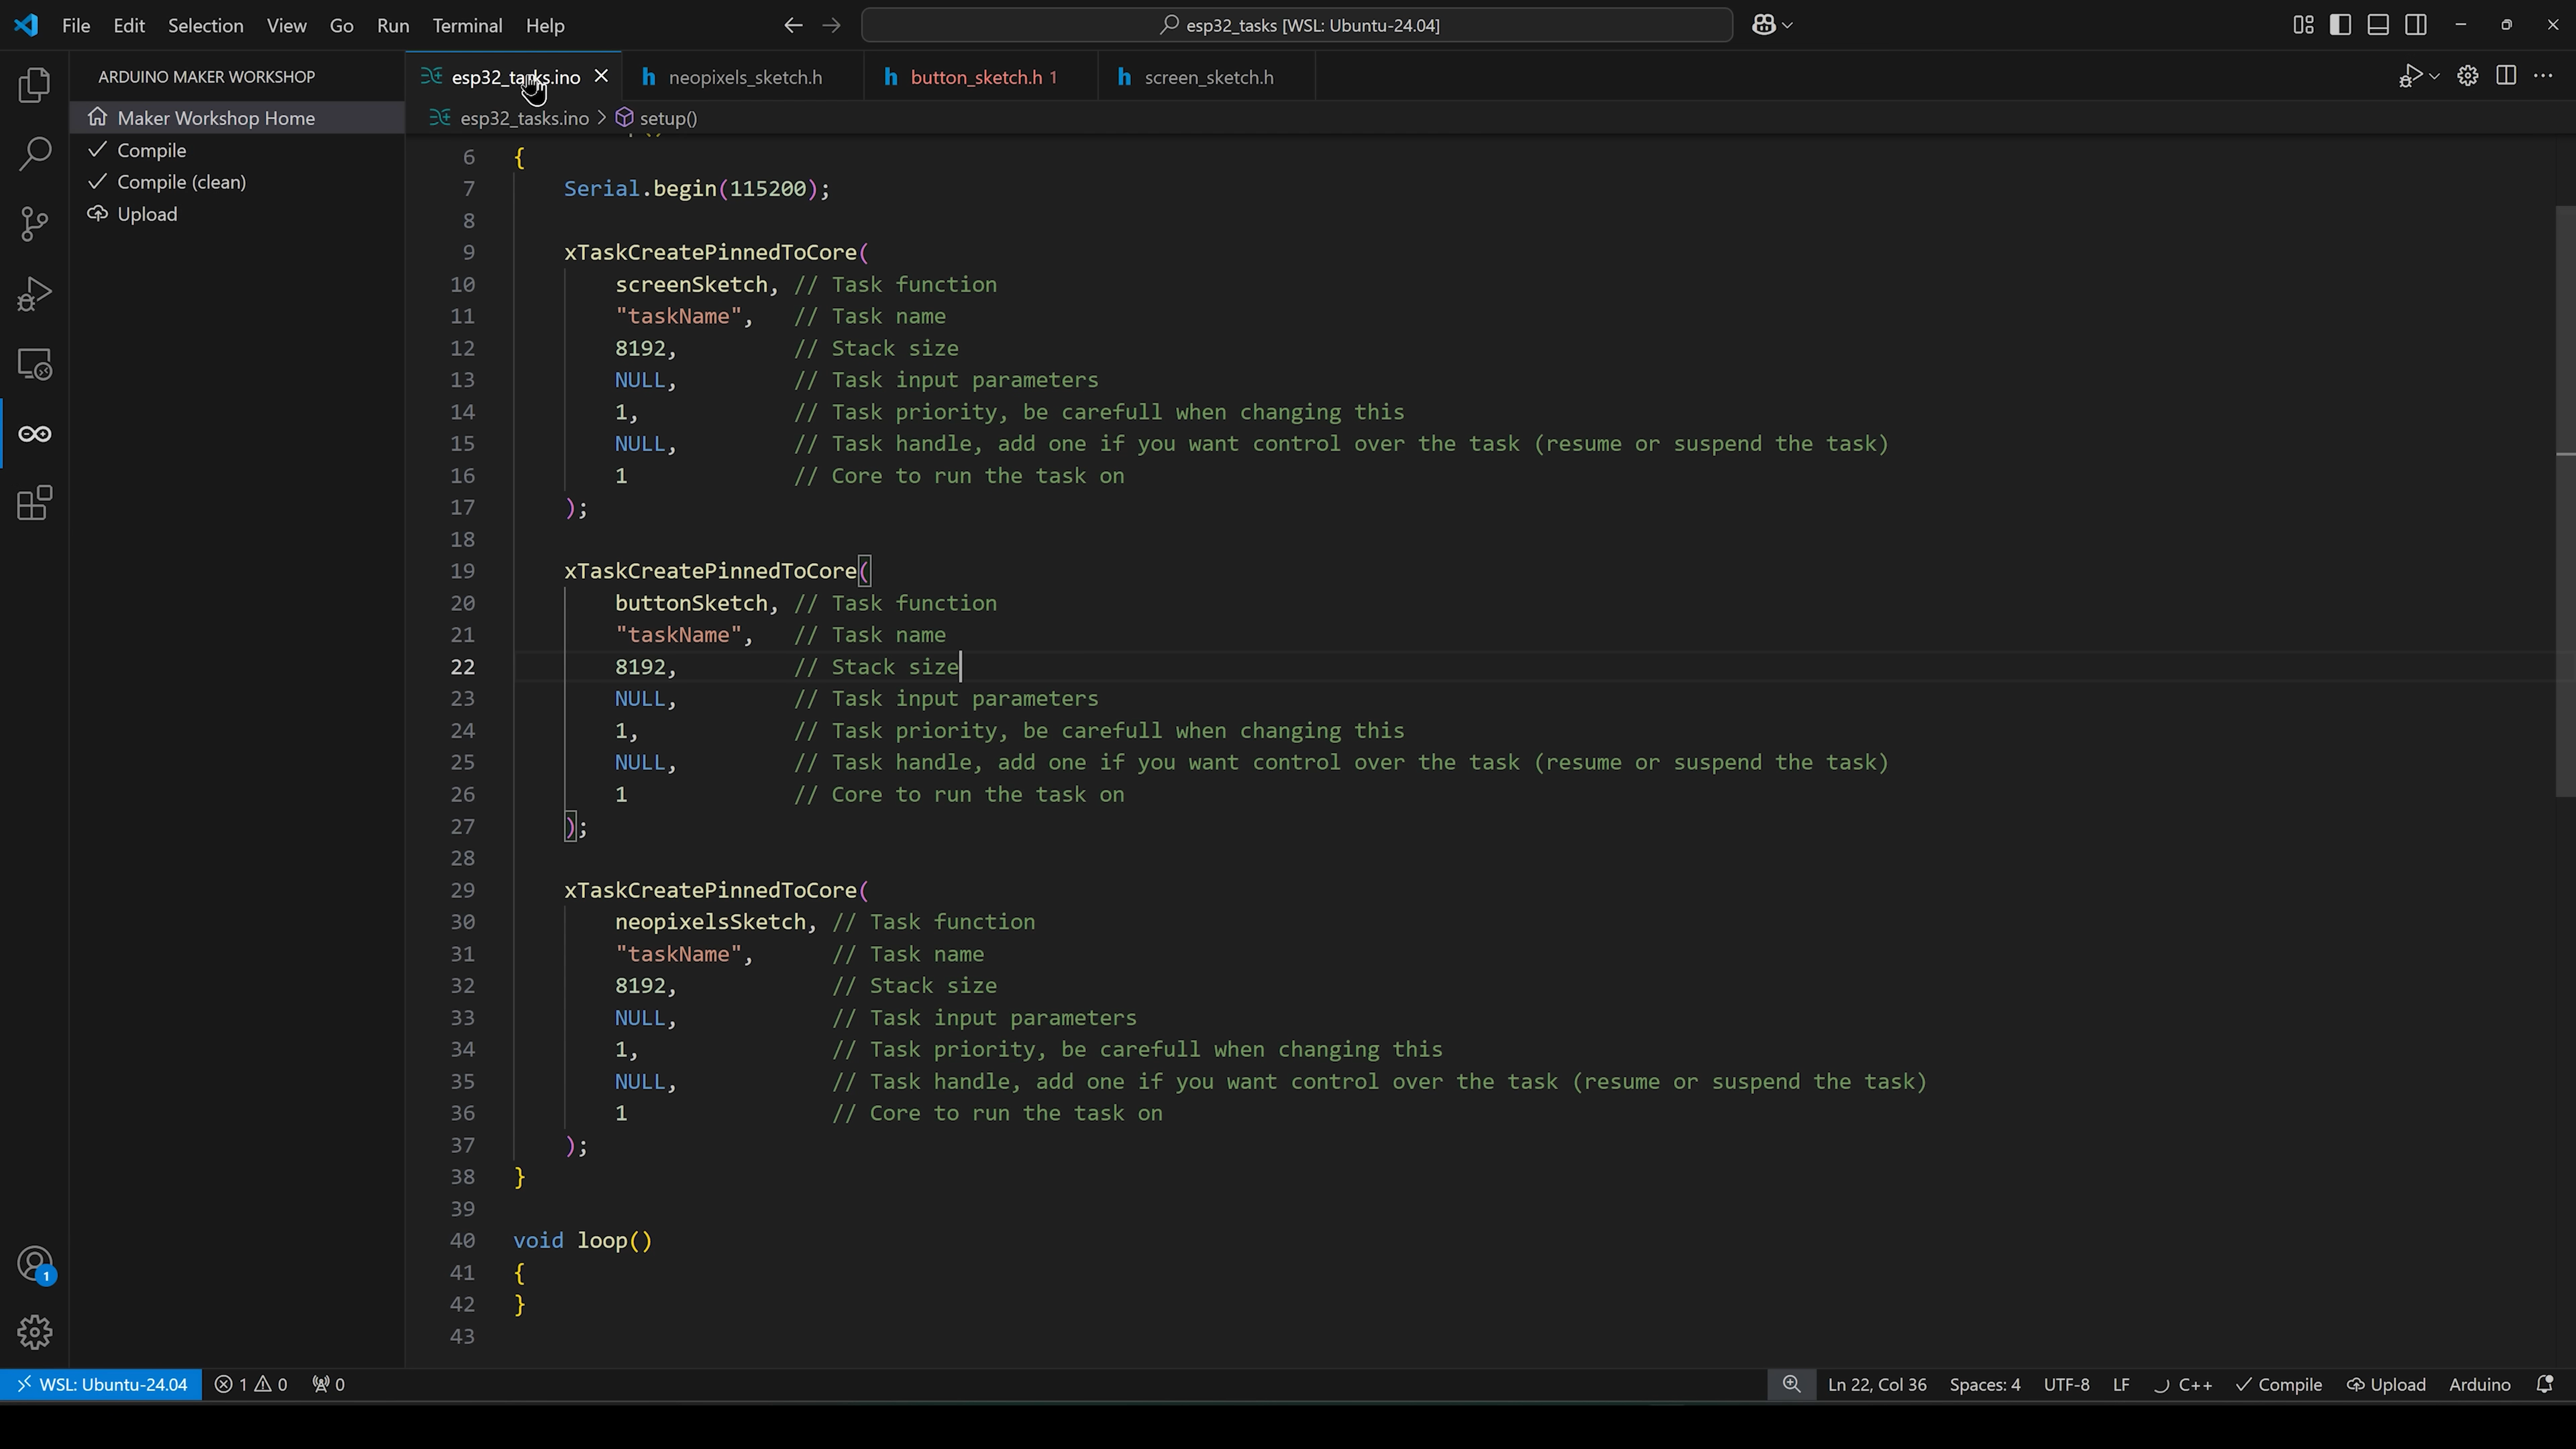 File Edit Selection View Go Run Terminal Help
esp32_tasks [WSL: Ubuntu-24.04]
ARDUINO MAKER WORKSHOP
Maker Workshop Home
Compile
Compile (clean)
Upload
esp32_tasks.ino neopixels_sketch.h button_sketch.h 1 screen_sketch.h
esp32_tasks.ino > setup()
6 {
7 Serial.begin(115200);
8
9 xTaskCreatePinnedToCore(
10 screenSketch, // Task function
11 "taskName", // Task name
12 8192, // Stack size
13 NULL, // Task input parameters
14 1, // Task priority, be carefull when changing this
15 NULL, // Task handle, add one if you want control over the task (resume or suspend the task)
16 1 // Core to run the task on
17 );
18
19 xTaskCreatePinnedToCore(
20 buttonSketch, // Task function
21 "taskName", // Task name
22 8192, // Stack size
23 NULL, // Task input parameters
24 1, // Task priority, be carefull when changing this
25 NULL, // Task handle, add one if you want control over the task (resume or suspend the task)
26 1 // Core to run the task on
27 );
28
29 xTaskCreatePinnedToCore(
30 neopixelsSketch, // Task function
31 "taskName", // Task name
32 8192, // Stack size
33 NULL, // Task input parameters
34 1, // Task priority, be carefull when changing this
35 NULL, // Task handle, add one if you want control over the task (resume or suspend the task)
36 1 // Core to run the task on
37 );
38 }
39
40 void loop()
41 {
42 }
43
1
WSL: Ubuntu-24.04 1 0 0 Ln 22, Col 36 Spaces: 4 UTF-8 LF C++ Compile Upload Arduino